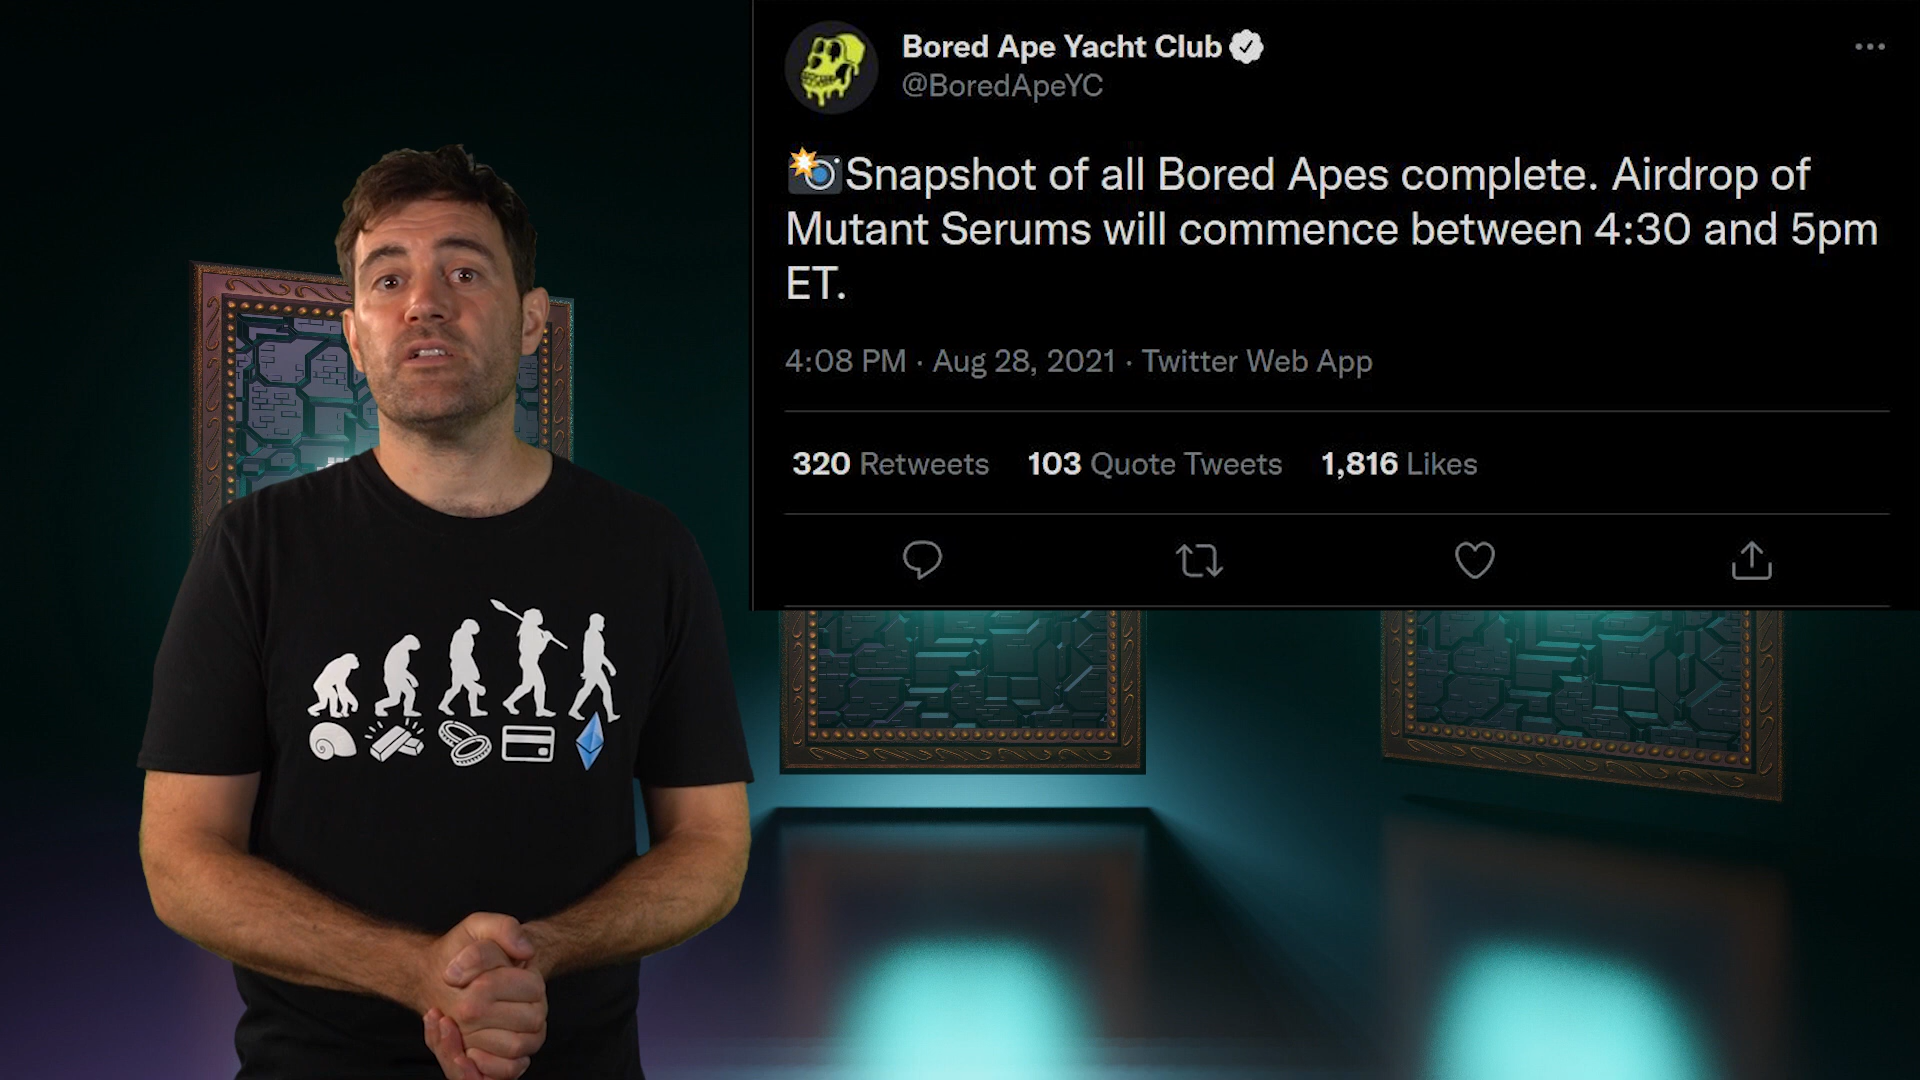 Bored Ape Yacht Club
@BoredApeYC
📸Snapshot of all Bored Apes complete. Airdrop of
Mutant Serums will commence between 4:30 and 5pm
ET.
4:08 PM · Aug 28, 2021 · Twitter Web App
320 Retweets 103 Quote Tweets 1,816 Likes